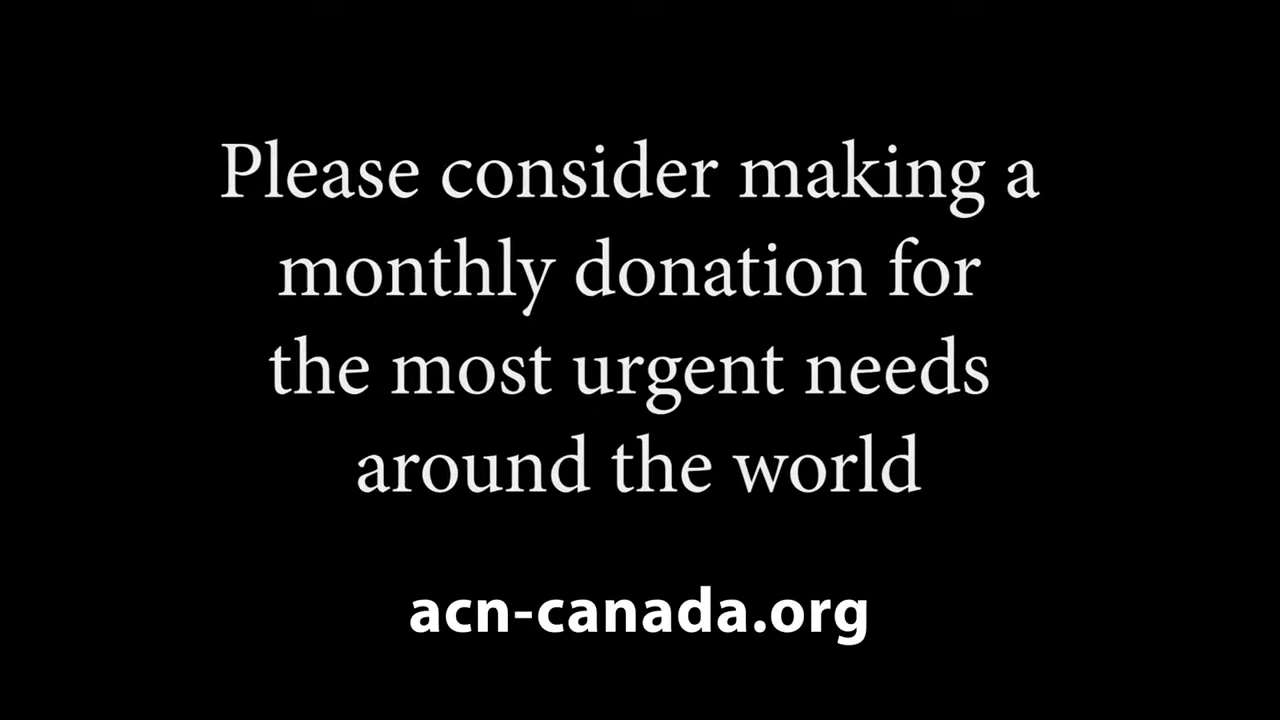 Please consider making a
monthly donation for
the most urgent needs
around the world
acn-canada.org